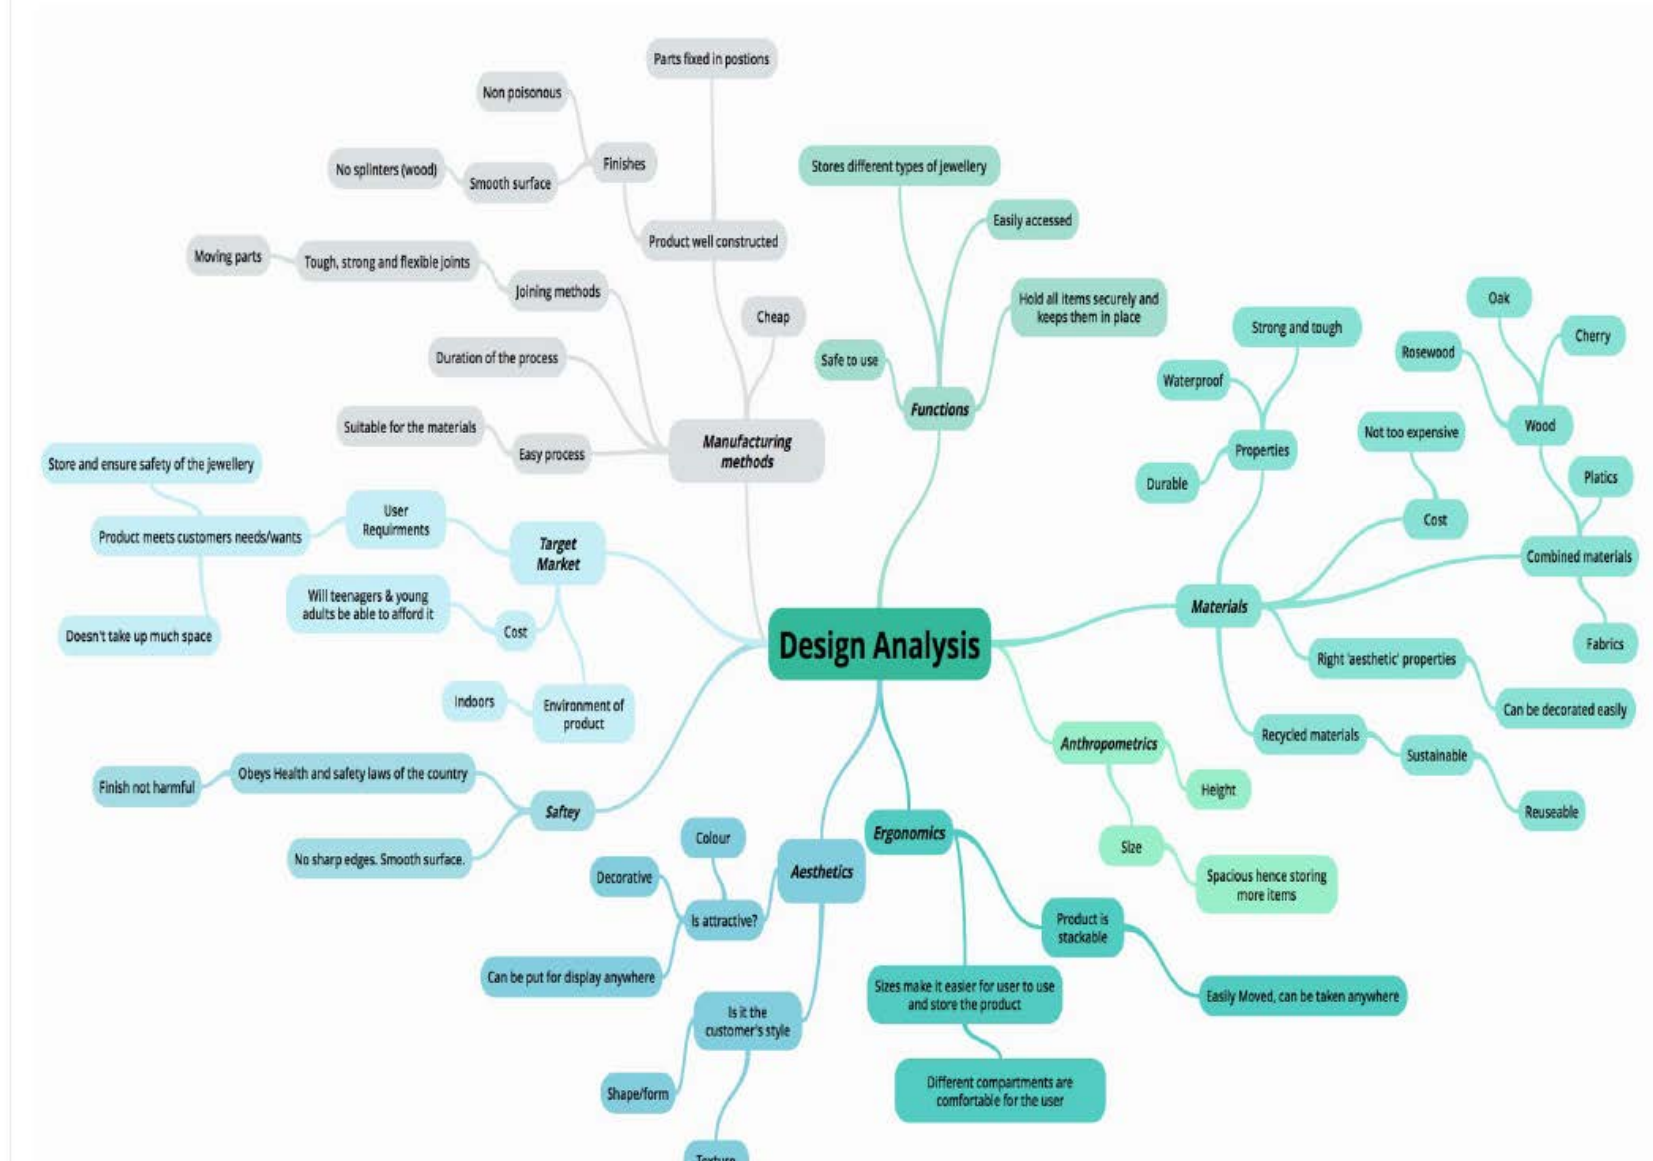 Parts fixed in postions
Non poisonous
Finishes
No splinters (wood)
Smooth surface
Product well constructed
Moving parts
Tough, strong and flexible joints
Joining methods
Cheap
Duration of the process
Suitable for the materials
Easy process
Manufacturing
methods
Stores different types of jewellery
Easily accessed
Hold all items securely and
keeps them in place
Safe to use
Functions
Strong and tough
Waterproof
Properties
Durable
Oak
Cherry
Rosewood
Wood
Not too expensive
Cost
Platics
Combined materials
Fabrics
Materials
Right 'aesthetic' properties
Can be decorated easily
Recycled materials
Sustainable
Reuseable
Store and ensure safety of the jewellery
Product meets customers needs/wants
User
Requirments
Target
Market
Doesn't take up much space
Will teenagers & young
adults be able to afford it
Cost
Indoors
Environment of
product
Design Analysis
Finish not harmful
Obeys Health and safety laws of the country
Saftey
No sharp edges. Smooth surface.
Anthropometrics
Height
Size
Spacious hence storing
more items
Ergonomics
Product is
stackable
Easily Moved, can be taken anywhere
Sizes make it easier for user to use
and store the product
Different compartments are
comfortable for the user
Aesthetics
Colour
Decorative
Is attractive?
Can be put for display anywhere
Is it the
customer's style
Shape/form
Texture